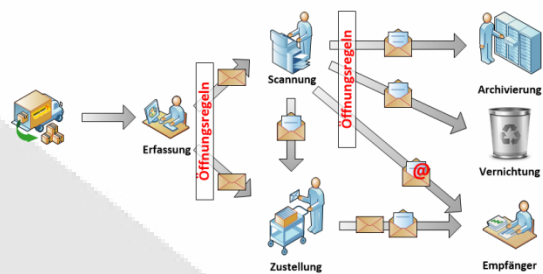 Öffnungsregeln
Öffnungsregeln
Scannung
Archivierung
Erfassung
@
Vernichtung
Zustellung
Empfänger